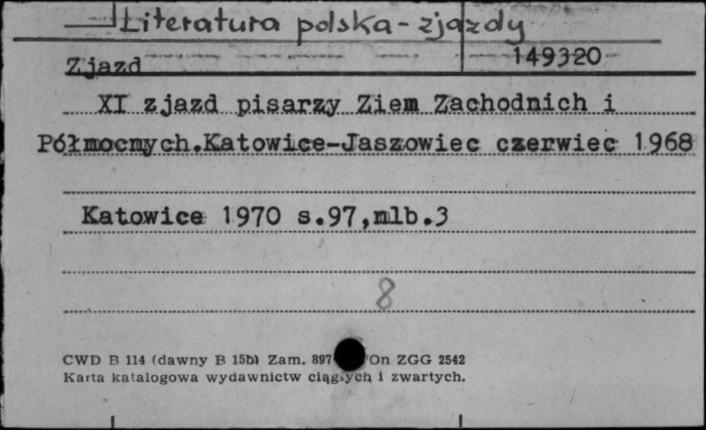 Literatura polska-zjazdy
Zjazd 149320
XI zjazd pisarzy Ziem Zachodnich i
Półmocmych.Katowice-Jaszowiec czerwiec 1968
Katowice 1970 s.97,mlb.3
8
CWD B 114 (dawny B 15b) Zam. 897 On ZGG 2542
Karta katalogowa wydawnictw ciągłych i zwartych.